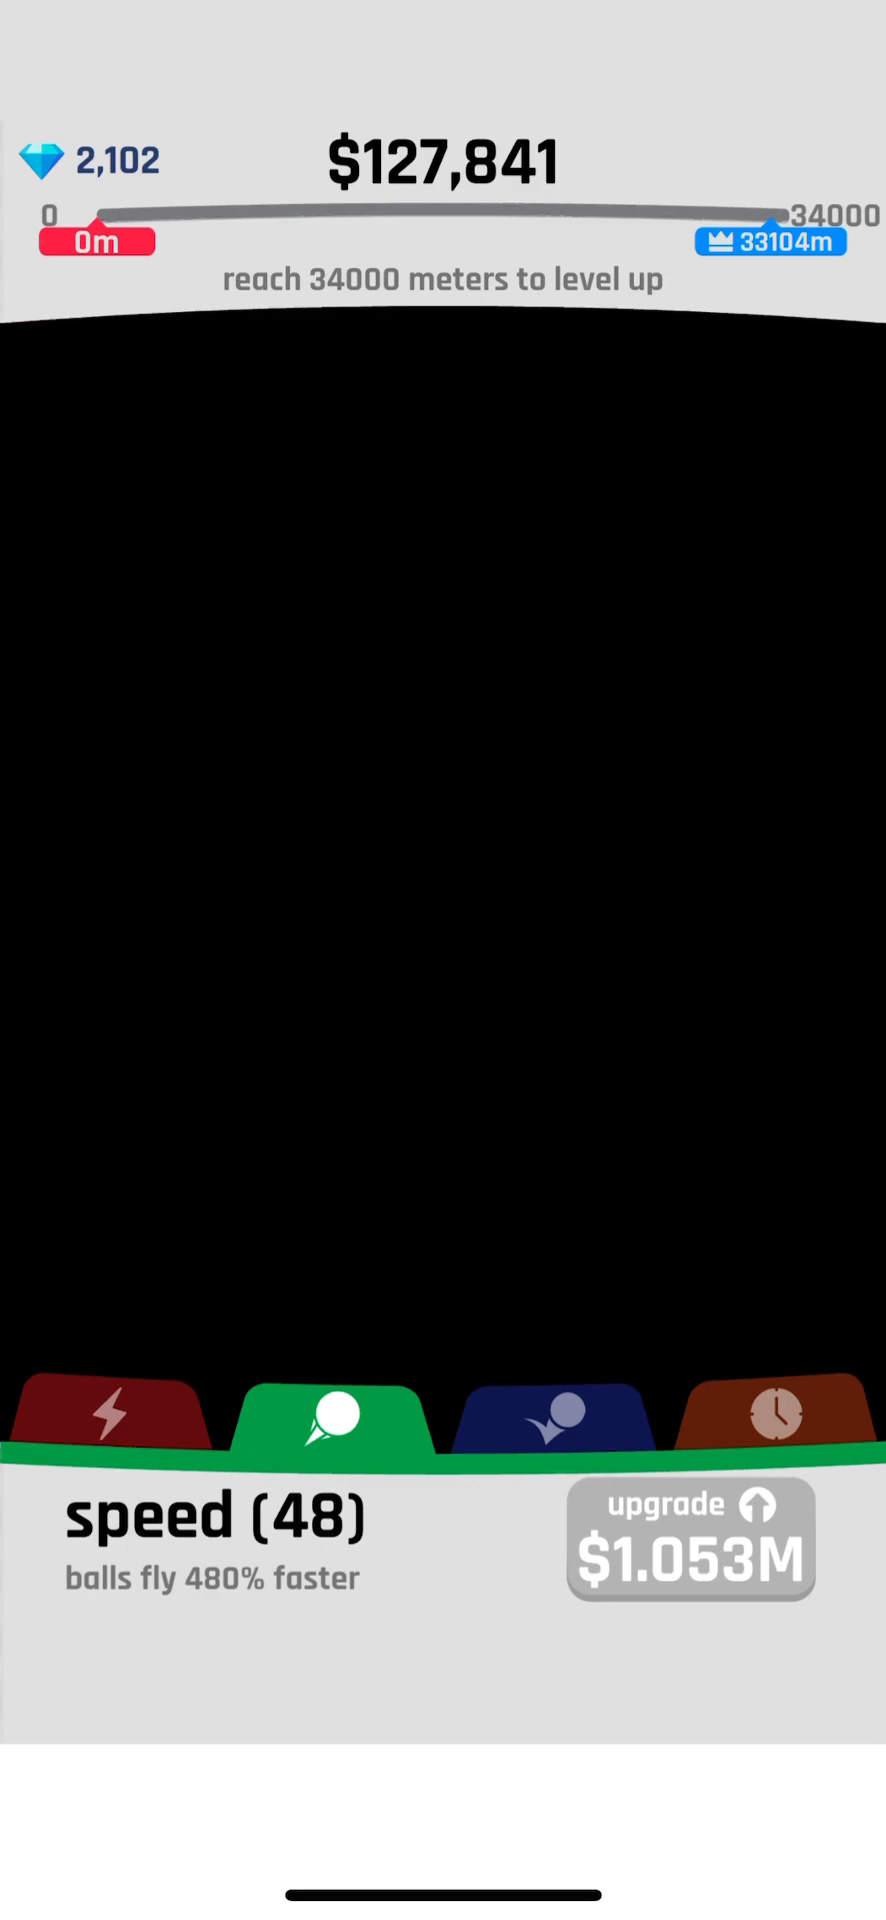 2,102
$127,841
0
34000
0m
33104m
reach 34000 meters to level up
speed (48)
balls fly 480% faster
upgrade
$1.053M